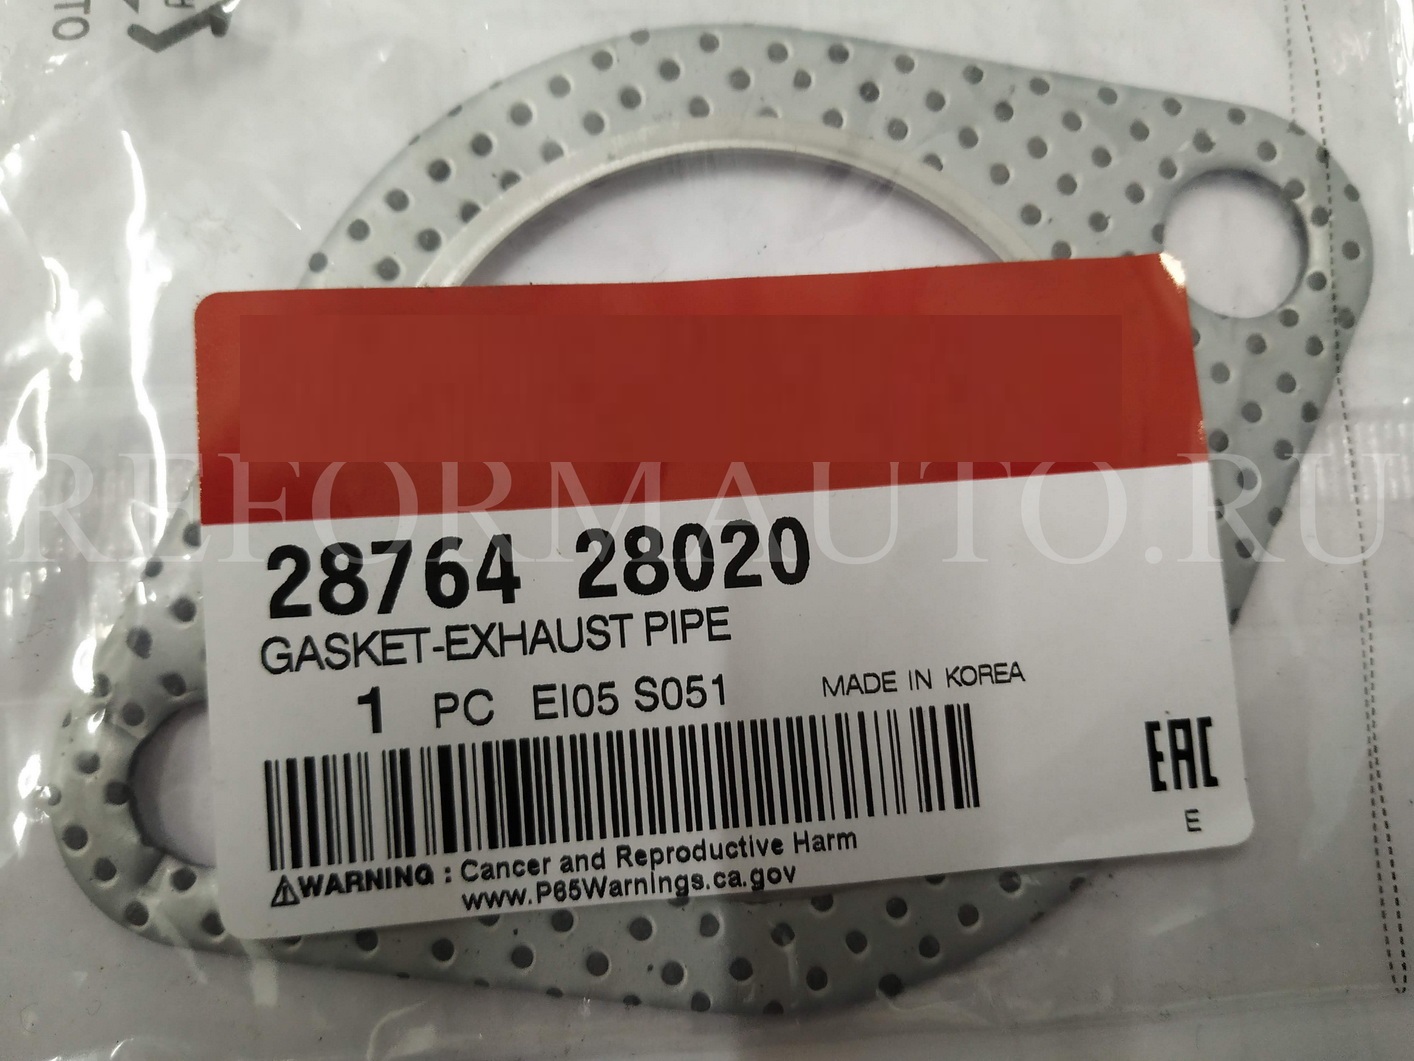 REFORMAUTO.RU
28764 28020
GASKET-EXHAUST PIPE
1 PC EI05 S051 MADE IN KOREA
EAC
E
⚠WARNING : Cancer and Reproductive Harm
www.P65Warnings.ca.gov